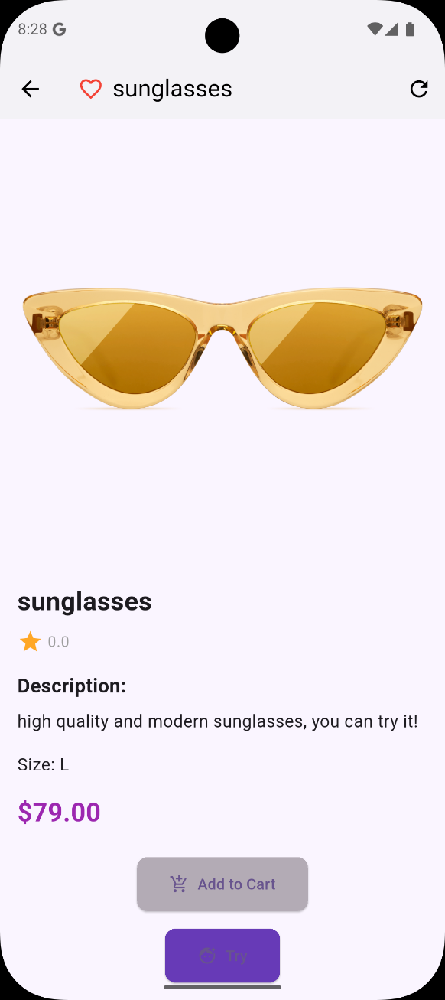 8:28 G
sunglasses
sunglasses
0.0
Description:
high quality and modern sunglasses, you can try it!
Size: L
$79.00
Add to Cart
Try